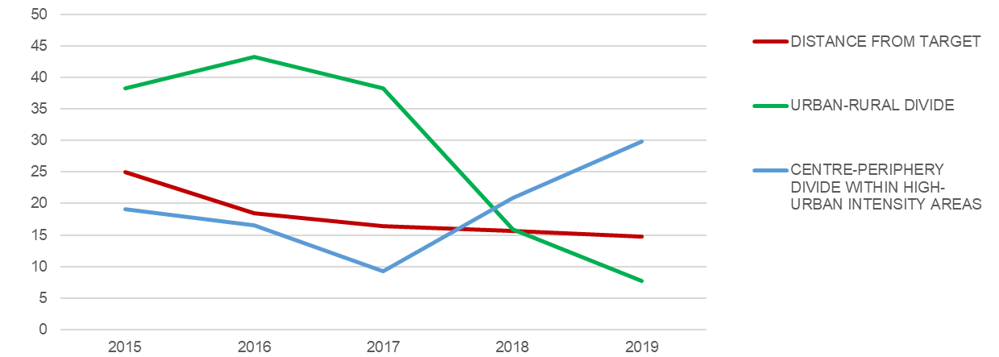 50
45
40
35
30
25
20
15
10
5
0
2015 2016 2017 2018 2019
DISTANCE FROM TARGET
URBAN-RURAL DIVIDE
CENTRE-PERIPHERY
DIVIDE WITHIN HIGH-
URBAN INTENSITY AREAS